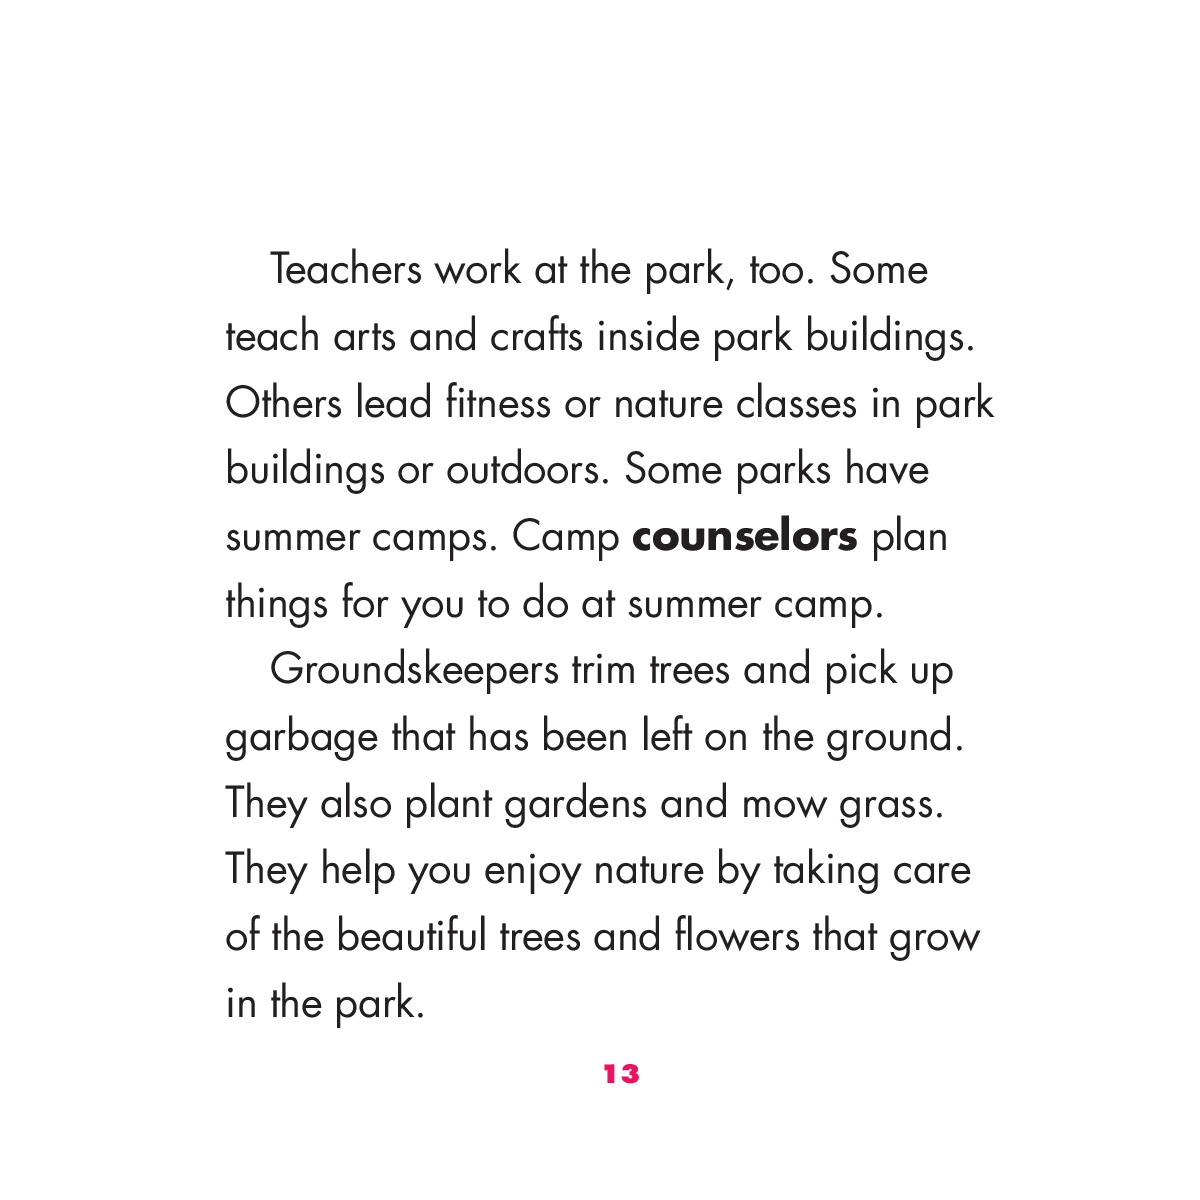 Teachers work at the park, too. Some
teach arts and crafts inside park buildings.
Others lead fitness or nature classes in park
buildings or outdoors. Some parks have
summer camps. Camp counselors plan
things for you to do at summer camp.
Groundskeepers trim trees and pick up
garbage that has been left on the ground.
They also plant gardens and mow grass.
They help you enjoy nature by taking care
of the beautiful trees and flowers that grow
in the park.
13